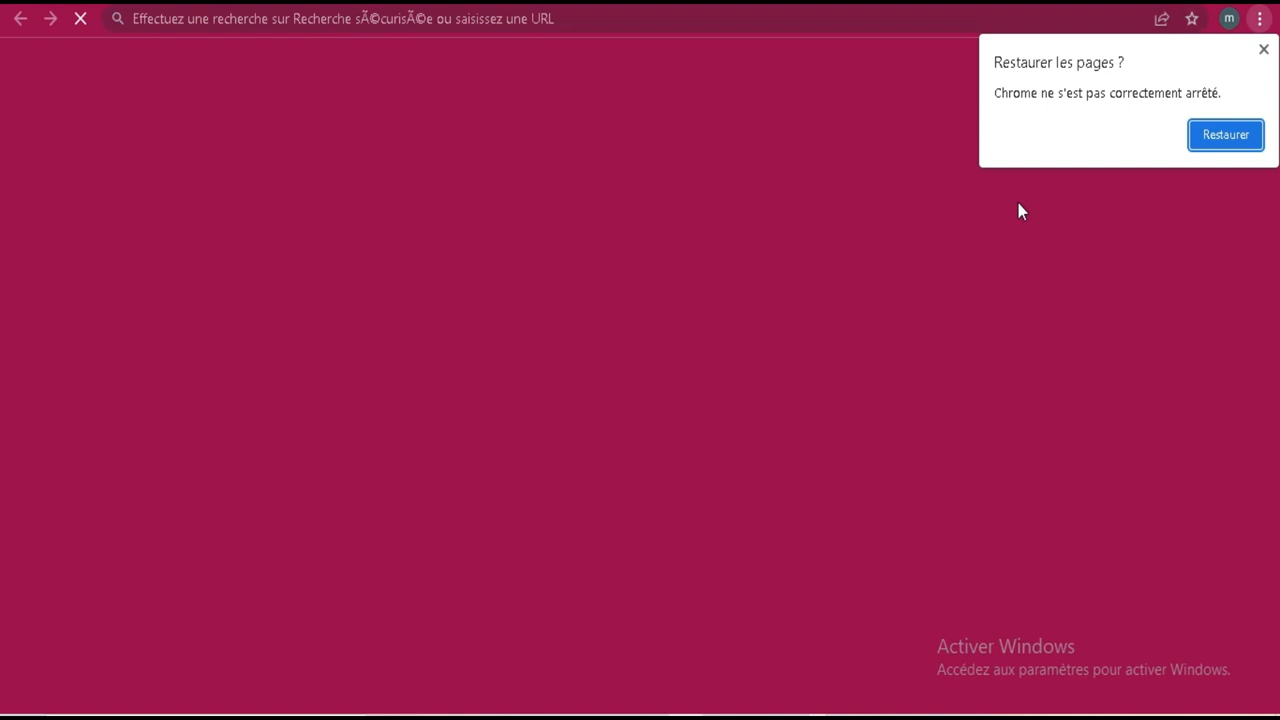 Effectuez une recherche sur Recherche sÃ©curisÃ©e ou saisissez une URL
m
Restaurer les pages ?
Chrome ne s'est pas correctement arrêté.
Restaurer
Activer Windows
Accédez aux paramètres pour activer Windows.